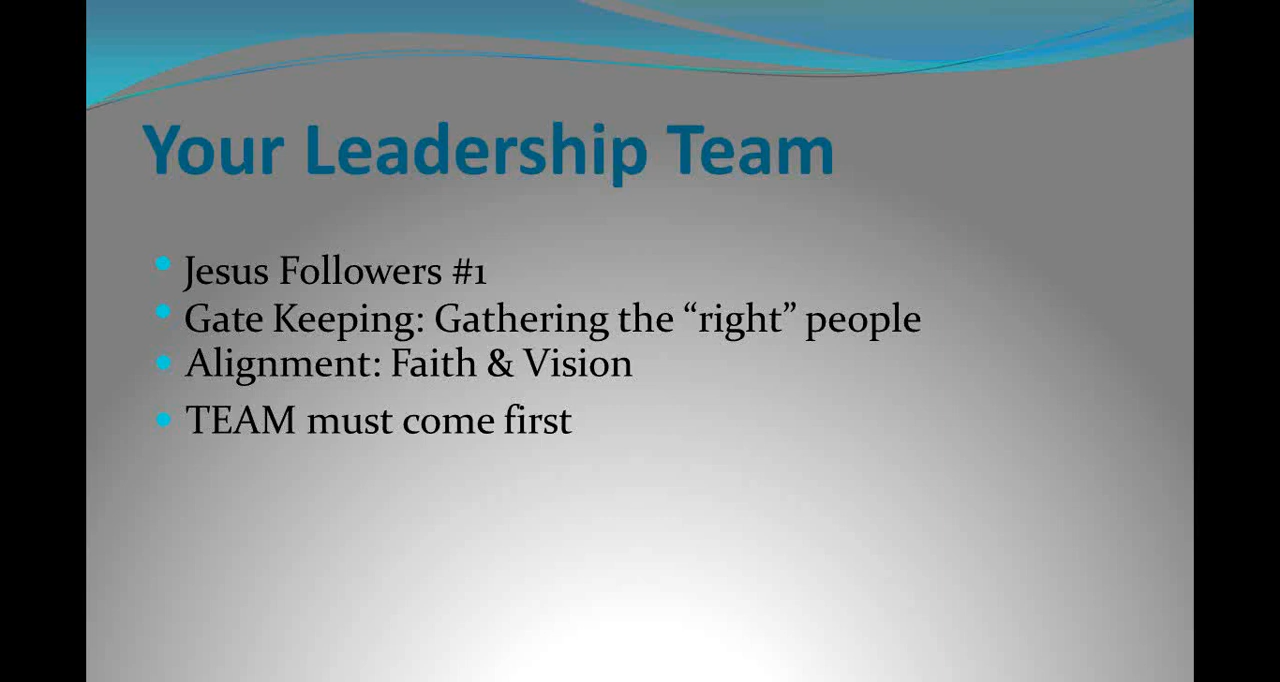 Your Leadership Team
• Jesus Followers #1
• Gate Keeping: Gathering the “right” people
• Alignment: Faith & Vision
• TEAM must come first